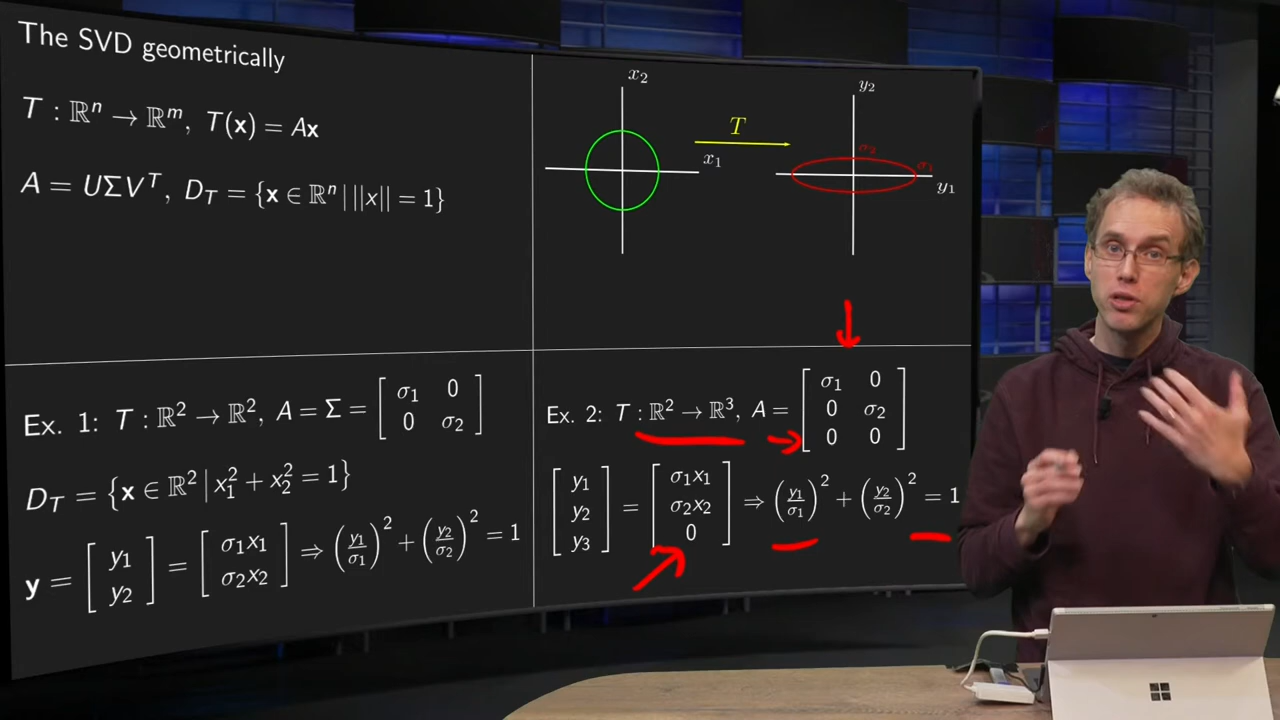 The SVD geometrically
T : ℝⁿ → ℝᵐ, T(𝐱) = A𝐱
A = UΣVᵀ, D_T = {𝐱 ∈ ℝⁿ | ||x|| = 1}
x₂
x₁
T
y₂
σ₂
σ₁
y₁
Ex. 1: T : ℝ² → ℝ², A = Σ = [σ₁ 0; 0 σ₂]
D_T = {𝐱 ∈ ℝ² | x₁² + x₂² = 1}
𝐲 = [y₁; y₂] = [σ₁x₁; σ₂x₂] ⇒ (y₁/σ₁)² + (y₂/σ₂)² = 1
Ex. 2: T : ℝ² → ℝ³, A = [σ₁ 0; 0 σ₂; 0 0]
[y₁; y₂; y₃] = [σ₁x₁; σ₂x₂; 0] ⇒ (y₁/σ₁)² + (y₂/σ₂)² = 1